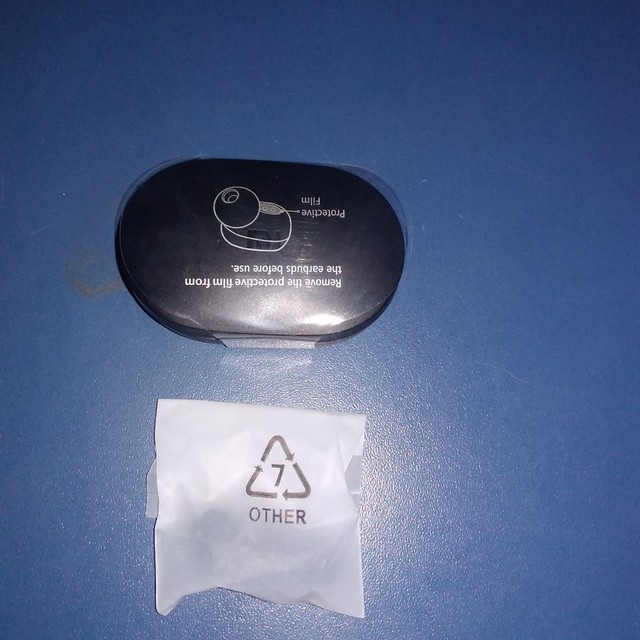 Remove the protective film from
the earbuds before use.
Protective
Film
7
OTHER